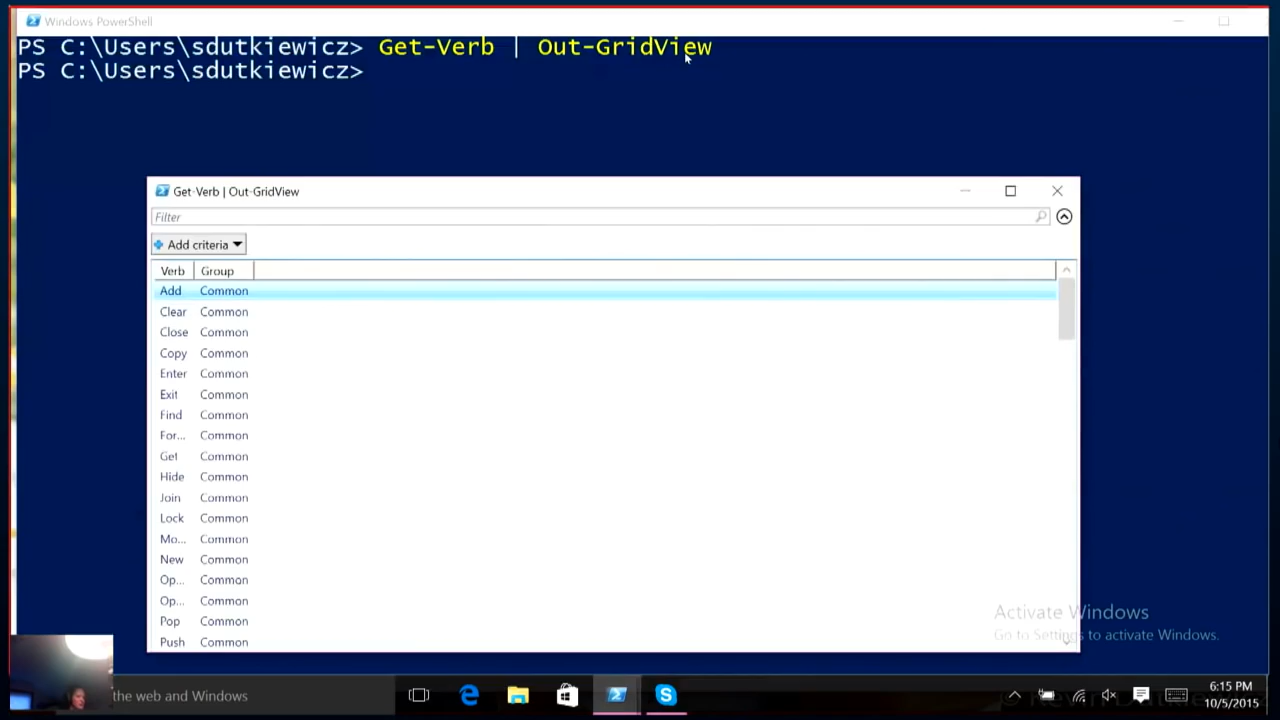 Windows PowerShell
PS C:\Users\sdutkiewicz> Get-Verb | Out-GridView
PS C:\Users\sdutkiewicz>
Get-Verb | Out-GridView
Filter
Add criteria
Verb Group
Add Common
Clear Common
Close Common
Copy Common
Enter Common
Exit Common
Find Common
For... Common
Get Common
Hide Common
Join Common
Lock Common
Mo... Common
New Common
Op... Common
Op... Common
Pop Common
Push Common
Activate Windows
Go to Settings to activate Windows.
the web and Windows
6:15 PM
10/5/2015